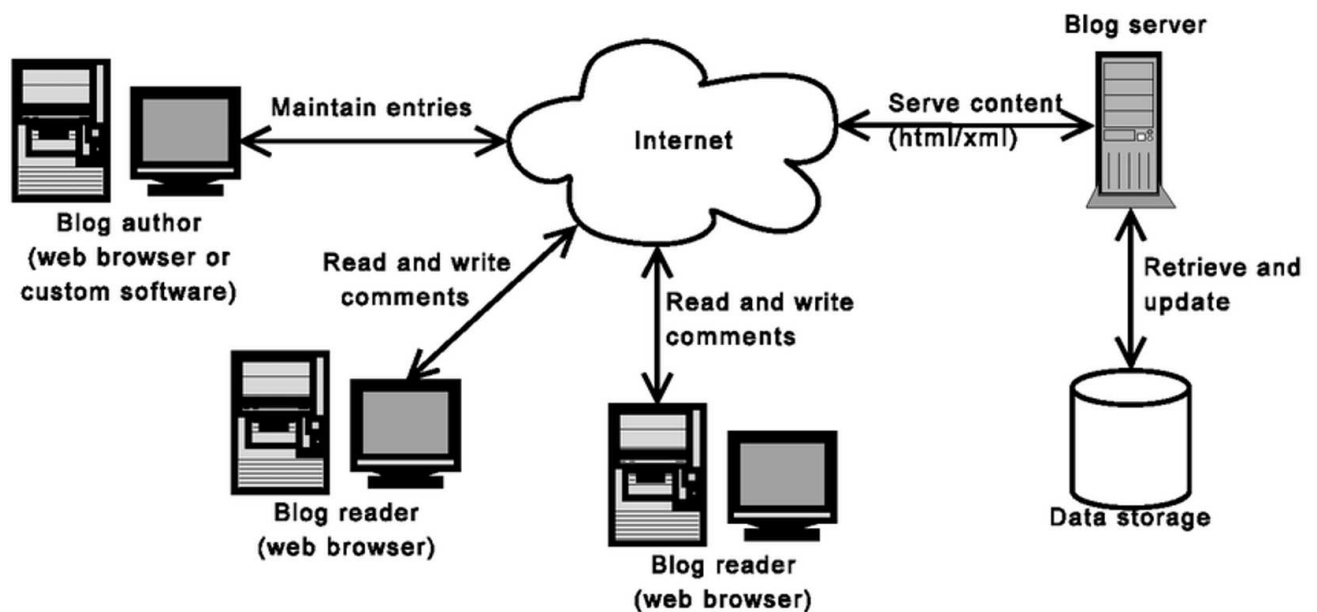 Blog server
Maintain entries
Internet
Serve content
(html/xml)
Blog author
(web browser or
custom software)
Read and write
comments
Read and write
comments
Retrieve and
update
Blog reader
(web browser)
Data storage
Blog reader
(web browser)